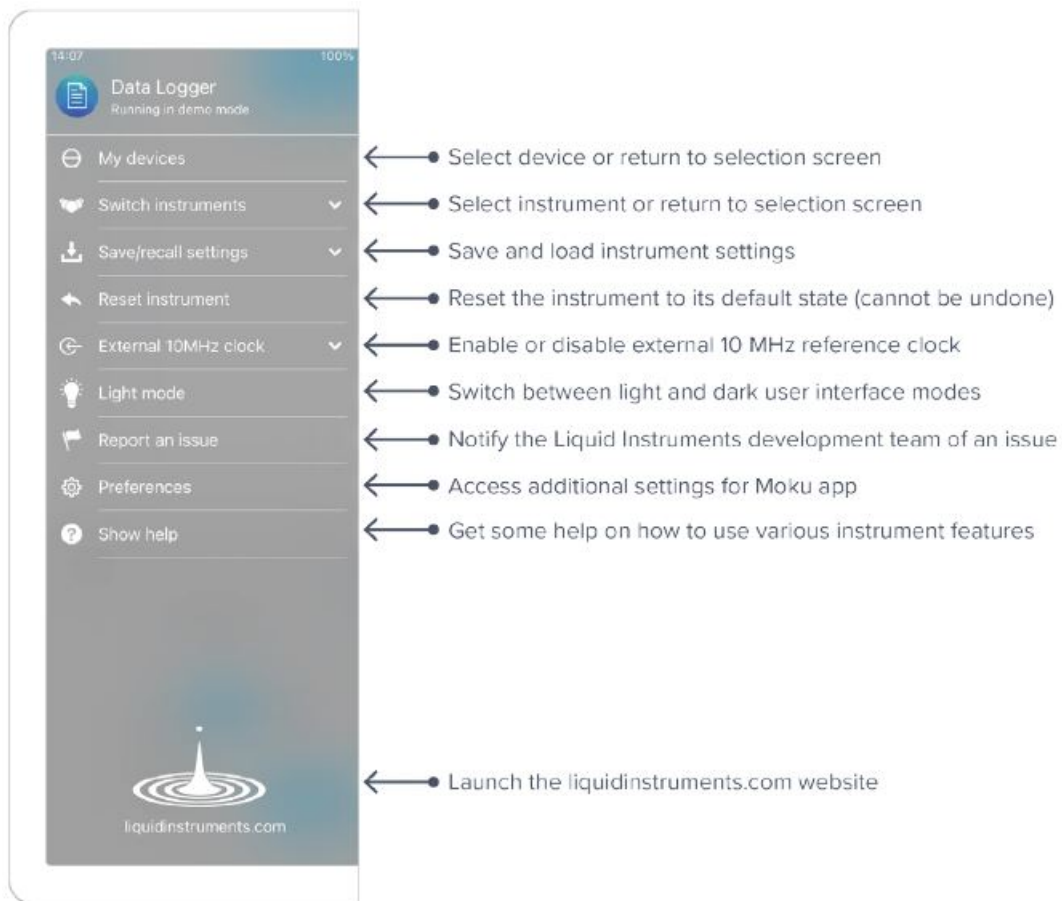 14:07 100%
Data Logger
Running in demo mode
My devices
Select device or return to selection screen
Switch instruments
Select instrument or return to selection screen
Save/recall settings
Save and load instrument settings
Reset instrument
Reset the instrument to its default state (cannot be undone)
External 10MHz clock
Enable or disable external 10 MHz reference clock
Light mode
Switch between light and dark user interface modes
Report an issue
Notify the Liquid Instruments development team of an issue
Preferences
Access additional settings for Moku app
Show help
Get some help on how to use various instrument features
Launch the liquidinstruments.com website
liquidinstruments.com